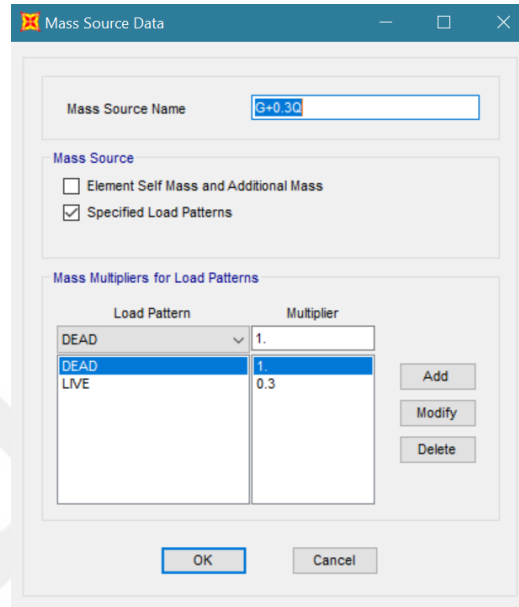 Mass Source Data
Mass Source Name G+0.3Q
Mass Source
Element Self Mass and Additional Mass
Specified Load Patterns
Mass Multipliers for Load Patterns
Load Pattern Multiplier
DEAD 1.
DEAD 1.
LIVE 0.3
Add
Modify
Delete
OK Cancel